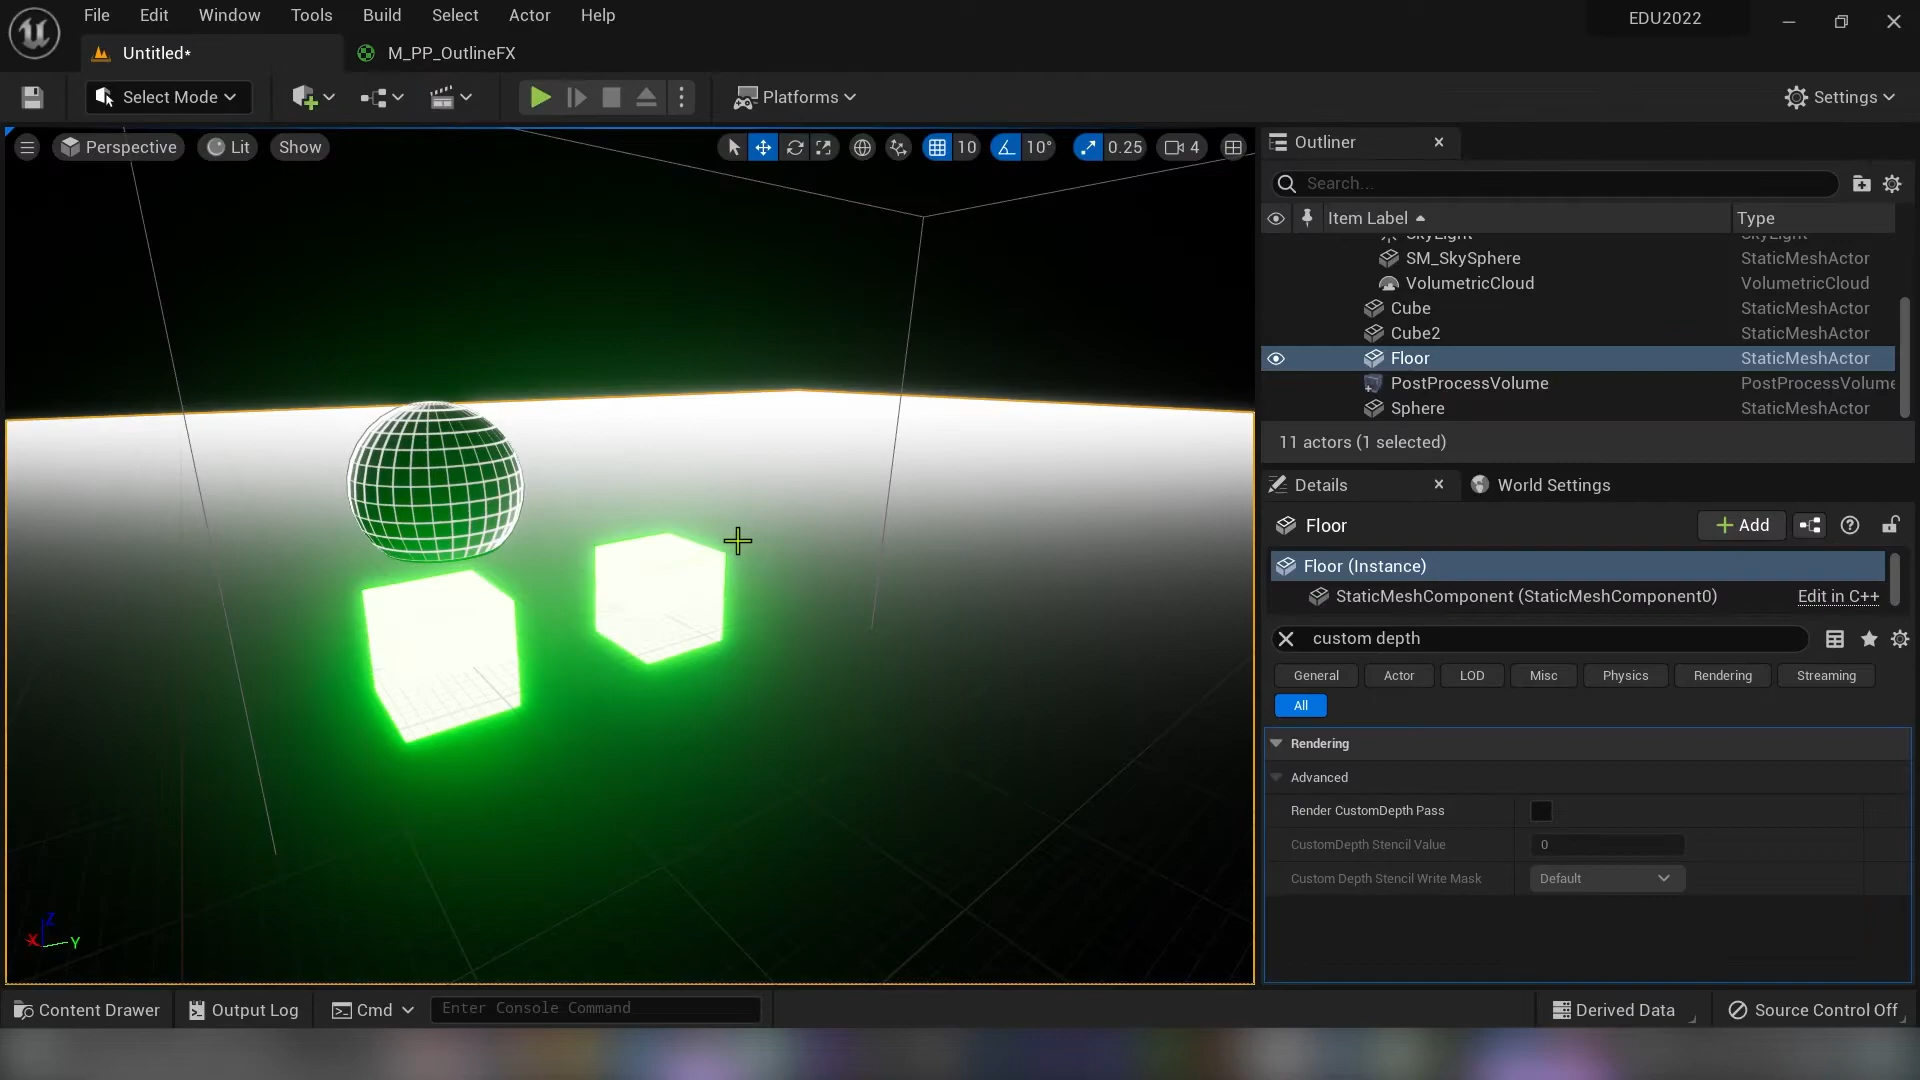 File Edit Window Tools Build Select Actor Help
EDU2022
Untitled*
M_PP_OutlineFX
Select Mode
Platforms
Settings
Perspective
Lit
Show
10
10°
0.25
4
Outliner
Search...
Item Label
Type
SkyLight
SkyLight
SM_SkySphere
StaticMeshActor
VolumetricCloud
VolumetricCloud
Cube
StaticMeshActor
Cube2
StaticMeshActor
Floor
StaticMeshActor
PostProcessVolume
PostProcessVolume
Sphere
StaticMeshActor
11 actors (1 selected)
Details
World Settings
Floor
Add
Floor (Instance)
StaticMeshComponent (StaticMeshComponent0)
Edit in C++
custom depth
General
Actor
LOD
Misc
Physics
Rendering
Streaming
All
Rendering
Advanced
Render CustomDepth Pass
CustomDepth Stencil Value
0
Custom Depth Stencil Write Mask
Default
X
Y
Z
Content Drawer
Output Log
Cmd
Enter Console Command
Derived Data
Source Control Off